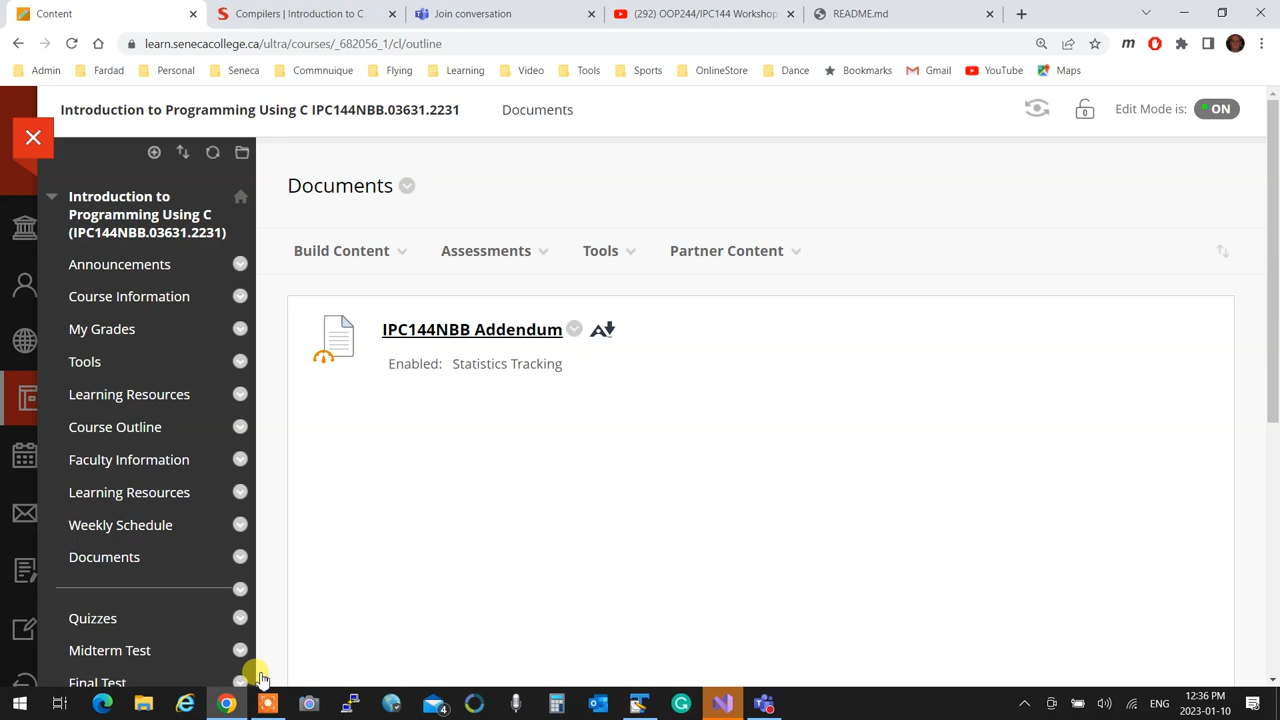 Content
Compilers | Introduction to C
Join conversation
(292) OOP244/IPC144 Workshop
README.md
learn.senecacollege.ca/ultra/courses/_682056_1/cl/outline
Admin
Fardad
Personal
Seneca
Commnuique
Flying
Learning
Video
Tools
Sports
OnlineStore
Dance
Bookmarks
Gmail
YouTube
Maps
Introduction to Programming Using C IPC144NBB.03631.2231
Documents
Edit Mode is:
ON
Introduction to
Programming Using C
(IPC144NBB.03631.2231)
Announcements
Course Information
My Grades
Tools
Learning Resources
Course Outline
Faculty Information
Learning Resources
Weekly Schedule
Documents
Quizzes
Midterm Test
Final Test
Documents
Build Content
Assessments
Tools
Partner Content
IPC144NBB Addendum
Enabled: Statistics Tracking
4
ENG
12:36 PM
2023-01-10